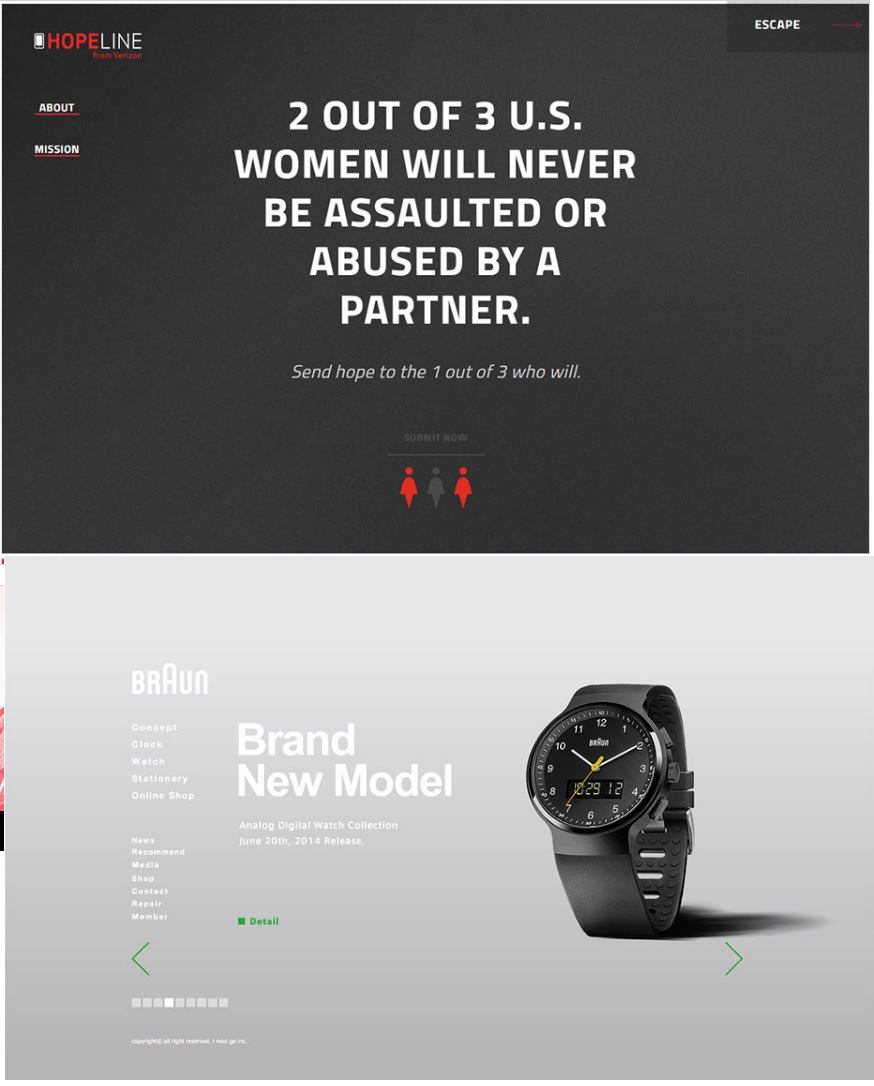 HOPELINE
from Verizon
ESCAPE
ABOUT
MISSION
2 OUT OF 3 U.S.
WOMEN WILL NEVER
BE ASSAULTED OR
ABUSED BY A
PARTNER.
Send hope to the 1 out of 3 who will.
SUBMIT NOW
BRAUN
Concept
Clock
Watch
Stationery
Online Shop
News
Recommend
Media
Shop
Contact
Repair
Member
Brand
New Model
Analog Digital Watch Collection
June 20th, 2014 Release.
Detail
12
1
2
3
4
5
6
7
8
9
10
11
BRAUN
10:29 12
copyright© all right reserved,